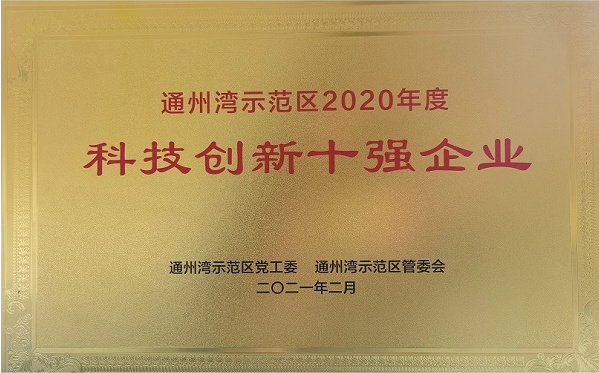 通州湾示范区2020年度
科技创新十强企业
通州湾示范区党工委 通州湾示范区管委会
二〇二一年二月